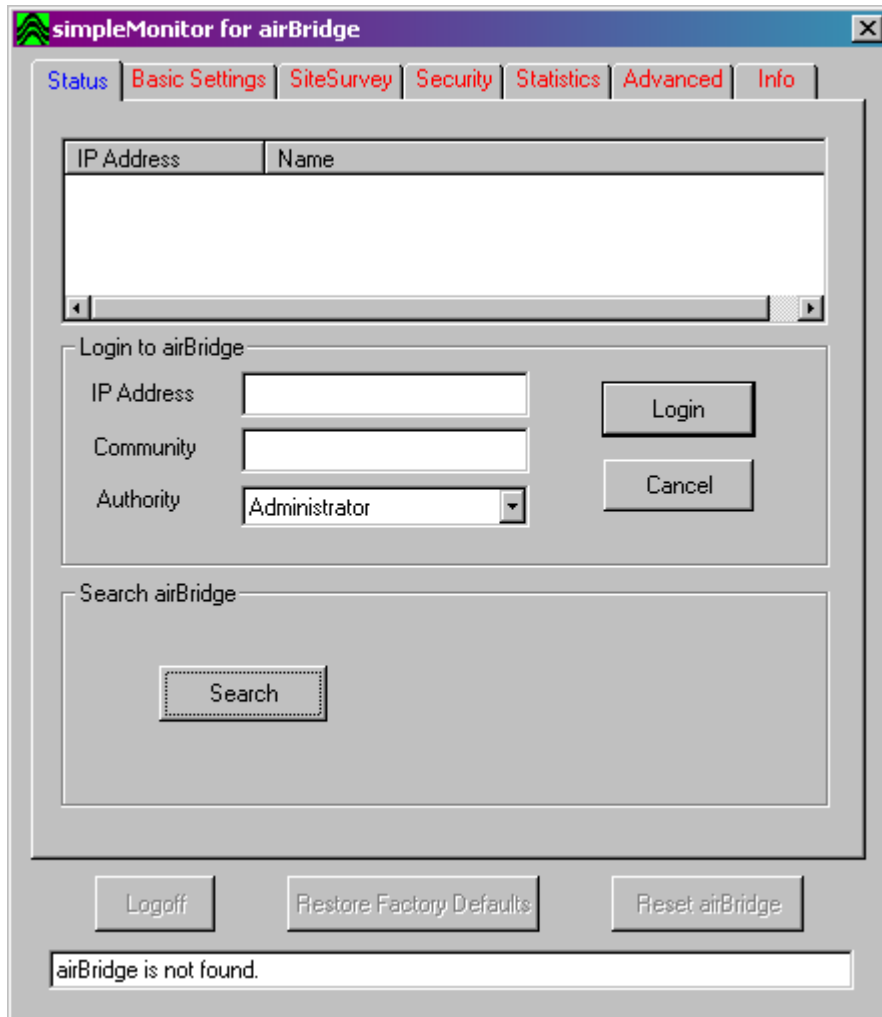 simpleMonitor for airBridge
Status Basic Settings SiteSurvey Security Statistics Advanced Info
IP Address Name
Login to airBridge
IP Address
Login
Community
Cancel
Authority Administrator
Search airBridge
Search
Logoff Restore Factory Defaults Reset airBridge
airBridge is not found.